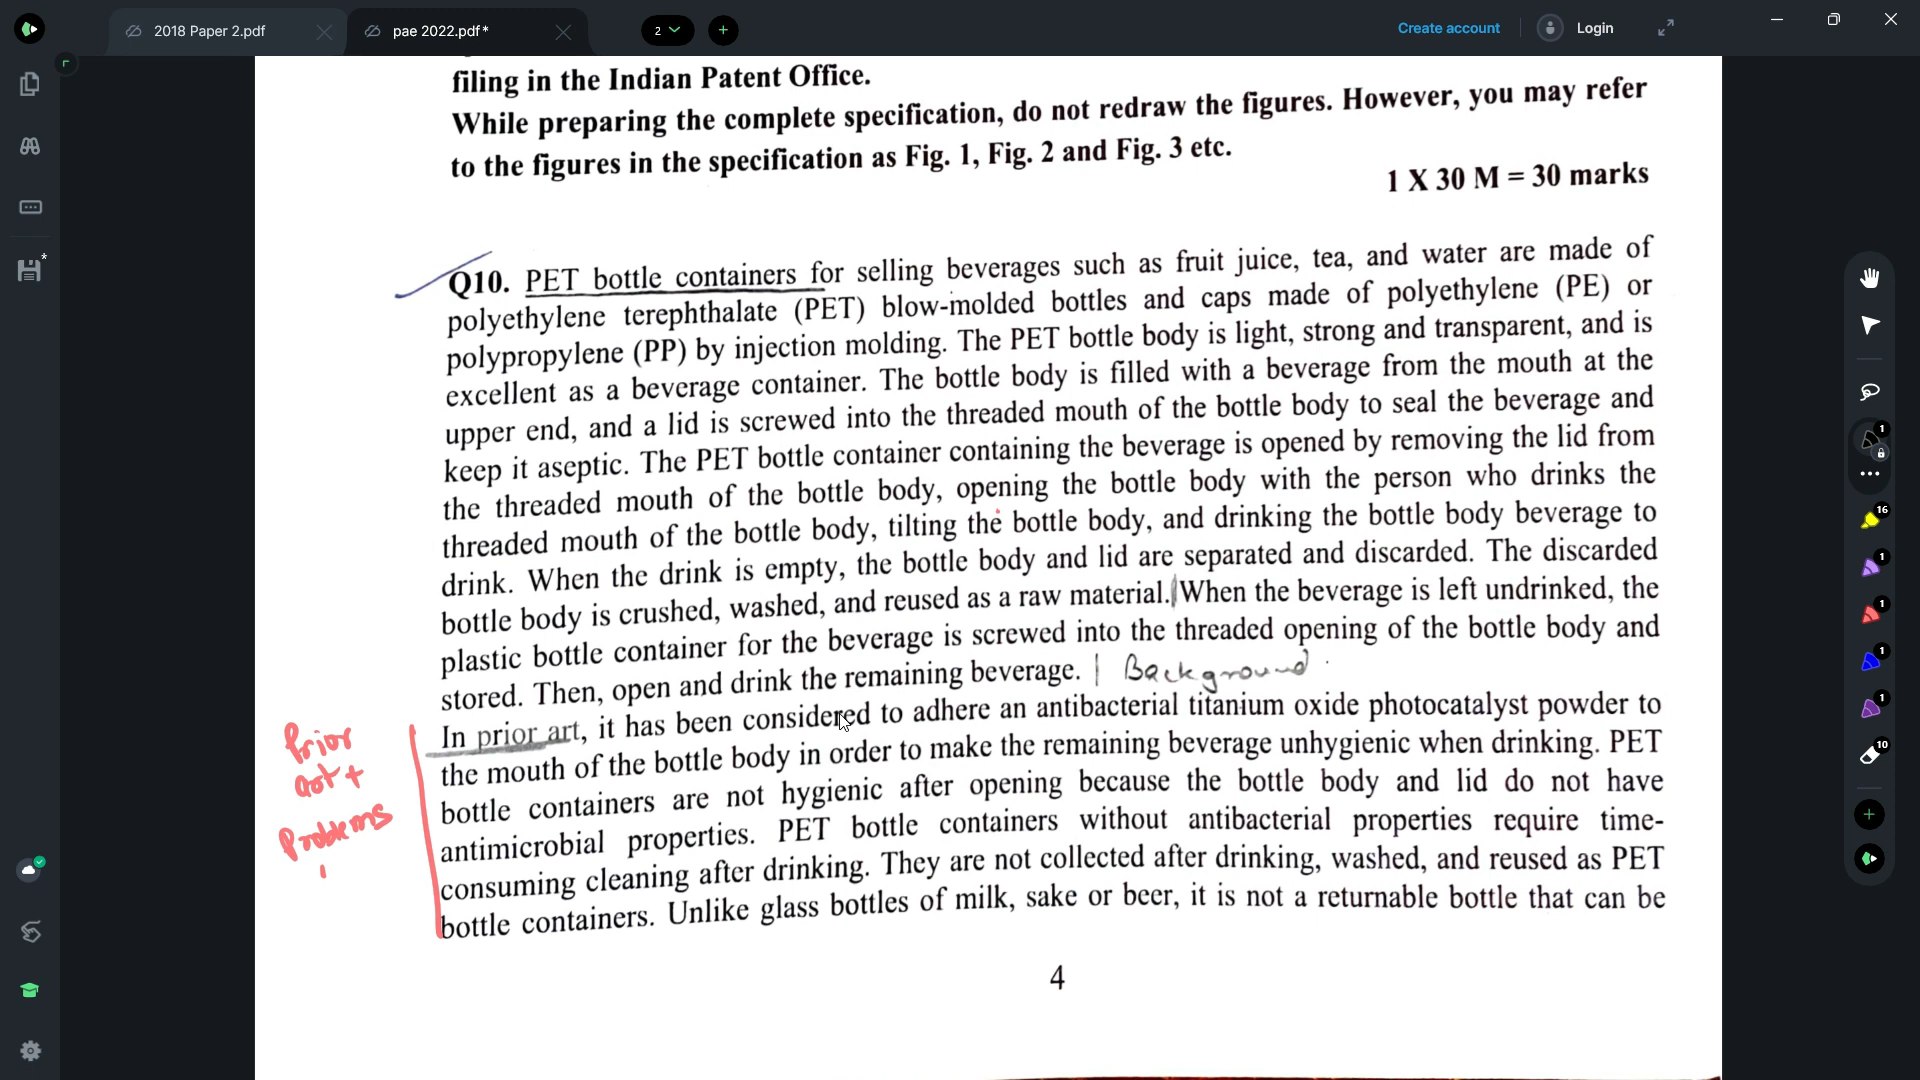 2018 Paper 2.pdf
pae 2022.pdf*
2
Create account
Login
filing in the Indian Patent Office.
While preparing the complete specification, do not redraw the figures. However, you may refer
to the figures in the specification as Fig. 1, Fig. 2 and Fig. 3 etc.
1 X 30 M = 30 marks
Q10. PET bottle containers for selling beverages such as fruit juice, tea, and water are made of
polyethylene terephthalate (PET) blow-molded bottles and caps made of polyethylene (PE) or
polypropylene (PP) by injection molding. The PET bottle body is light, strong and transparent, and is
excellent as a beverage container. The bottle body is filled with a beverage from the mouth at the
upper end, and a lid is screwed into the threaded mouth of the bottle body to seal the beverage and
keep it aseptic. The PET bottle container containing the beverage is opened by removing the lid from
the threaded mouth of the bottle body, opening the bottle body with the person who drinks the
threaded mouth of the bottle body, tilting the bottle body, and drinking the bottle body beverage to
drink. When the drink is empty, the bottle body and lid are separated and discarded. The discarded
bottle body is crushed, washed, and reused as a raw material. When the beverage is left undrinked, the
plastic bottle container for the beverage is screwed into the threaded opening of the bottle body and
stored. Then, open and drink the remaining beverage. | Background
In prior art, it has been considered to adhere an antibacterial titanium oxide photocatalyst powder to
the mouth of the bottle body in order to make the remaining beverage unhygienic when drinking. PET
bottle containers are not hygienic after opening because the bottle body and lid do not have
antimicrobial properties. PET bottle containers without antibacterial properties require time-
consuming cleaning after drinking. They are not collected after drinking, washed, and reused as PET
bottle containers. Unlike glass bottles of milk, sake or beer, it is not a returnable bottle that can be
Prior
art +
Problems
4
1
16
1
1
1
1
10